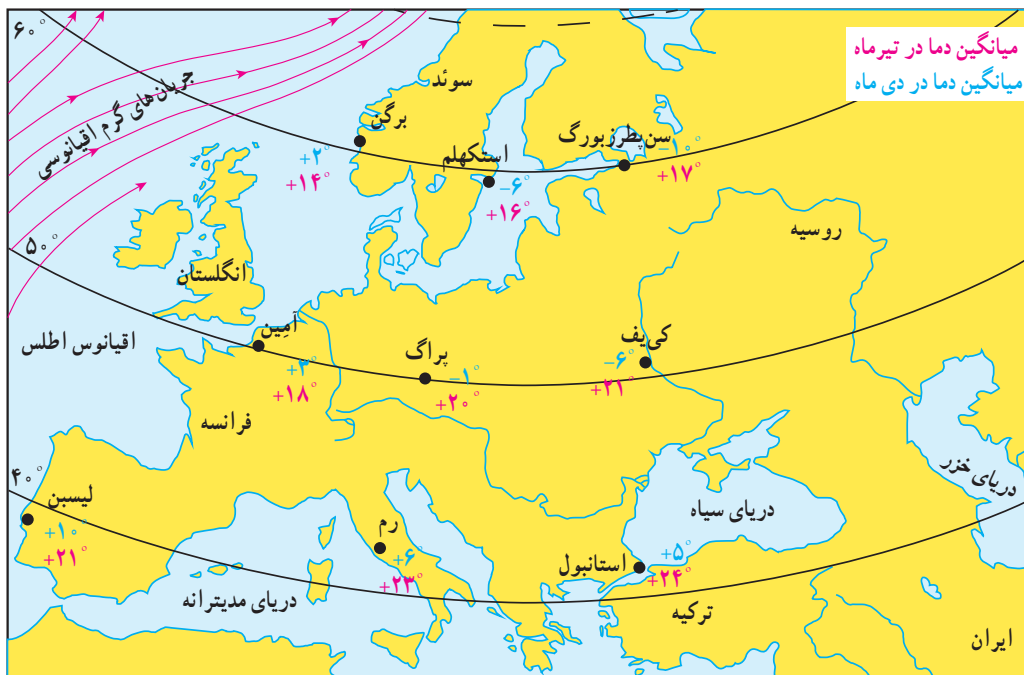 میانگین دما در تیرماه
میانگین دما در دی ماه
۶۰°
جریان‌های گرم اقیانوسی
سوئد
برگن
+۲°
+۱۴°
استکهلم
−۶°
+۱۶°
سن‌پطرزبورگ
−۱۰°
+۱۷°
روسیه
۵۰°
انگلستان
اقیانوس اطلس
آمین
+۳°
+۱۸°
پراگ
−۱°
+۲۰°
کی‌یف
−۶°
+۲۱°
فرانسه
۴۰°
لیسبن
+۱۰°
+۲۱°
رم
+۶°
+۲۳°
دریای سیاه
دریای خزر
استانبول
+۵°
+۲۴°
دریای مدیترانه
ترکیه
ایران